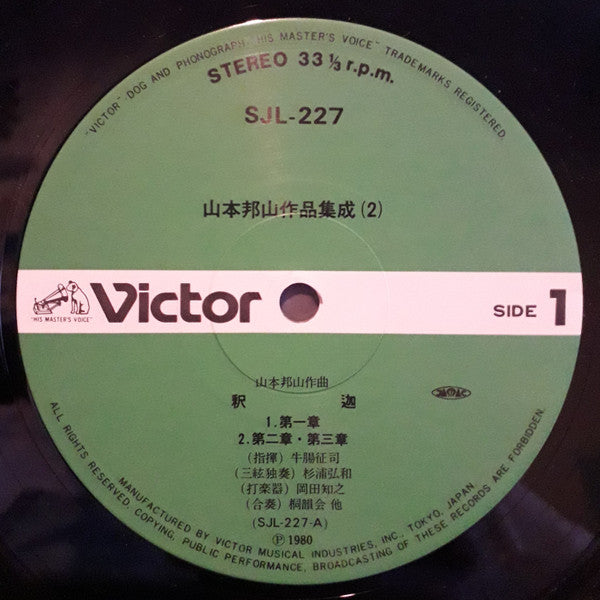 "VICTOR" DOG AND PHONOGRAPH, "HIS MASTER'S VOICE" TRADEMARKS REGISTERED
STEREO 33 ⅓ r.p.m.
SJL-227
山本邦山作品集成(2)
"HIS MASTER'S VOICE"
Victor
SIDE 1
山本邦山作曲
釈 迦
1.第一章
2.第二章・第三章
(指揮) 牛腸征司
(三絃独奏) 杉浦弘和
(打楽器) 岡田知之
(合奏) 桐韻会 他
(SJL-227-A)
Ⓟ 1980
MANUFACTURED BY VICTOR MUSICAL INDUSTRIES, INC., TOKYO, JAPAN
ALL RIGHTS RESERVED. COPYING, PUBLIC PERFORMANCE, BROADCASTING OF THESE RECORDS ARE FORBIDDEN.